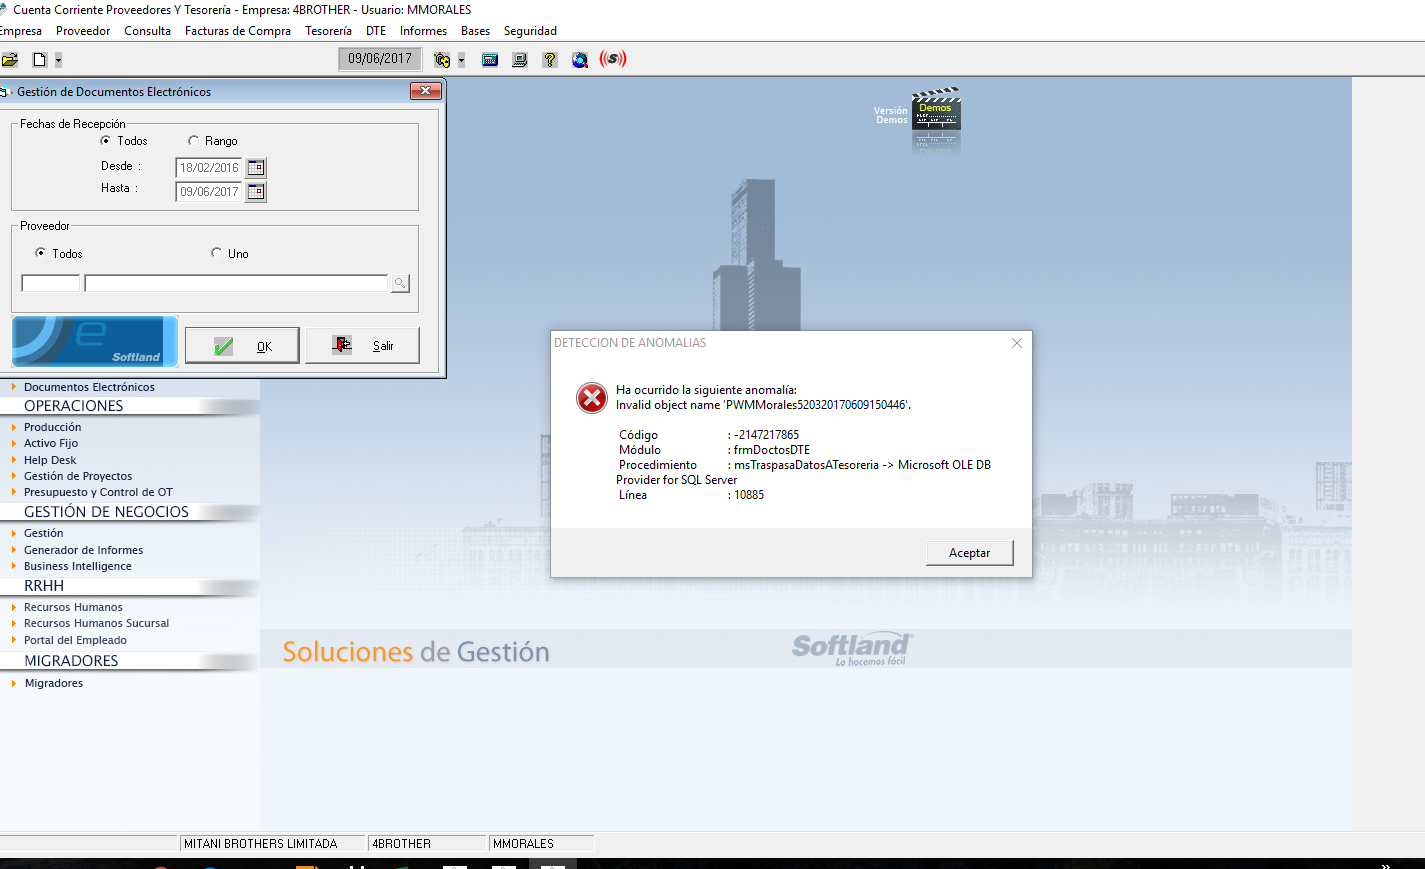 Cuenta Corriente Proveedores Y Tesorería - Empresa: 4BROTHER - Usuario: MMORALES
Empresa Proveedor Consulta Facturas de Compra Tesorería DTE Informes Bases Seguridad
09/06/2017
Gestión de Documentos Electrónicos
Fechas de Recepción
Todos Rango
Desde : 18/02/2016
Hasta : 09/06/2017
Proveedor
Todos Uno
e Softland
OK Salir
Versión Demos
Demos
Documentos Electrónicos
OPERACIONES
Producción
Activo Fijo
Help Desk
Gestión de Proyectos
Presupuesto y Control de OT
GESTIÓN DE NEGOCIOS
Gestión
Generador de Informes
Business Intelligence
RRHH
Recursos Humanos
Recursos Humanos Sucursal
Portal del Empleado
MIGRADORES
Migradores
DETECCION DE ANOMALIAS
Ha ocurrido la siguiente anomalía:
Invalid object name 'PWMMorales520320170609150446'.
Código : -2147217865
Módulo : frmDoctosDTE
Procedimiento : msTraspasaDatosATesoreria -> Microsoft OLE DB
Provider for SQL Server
Línea : 10885
Aceptar
Soluciones de Gestión
Softland
Lo hacemos fácil
MITANI BROTHERS LIMITADA 4BROTHER MMORALES